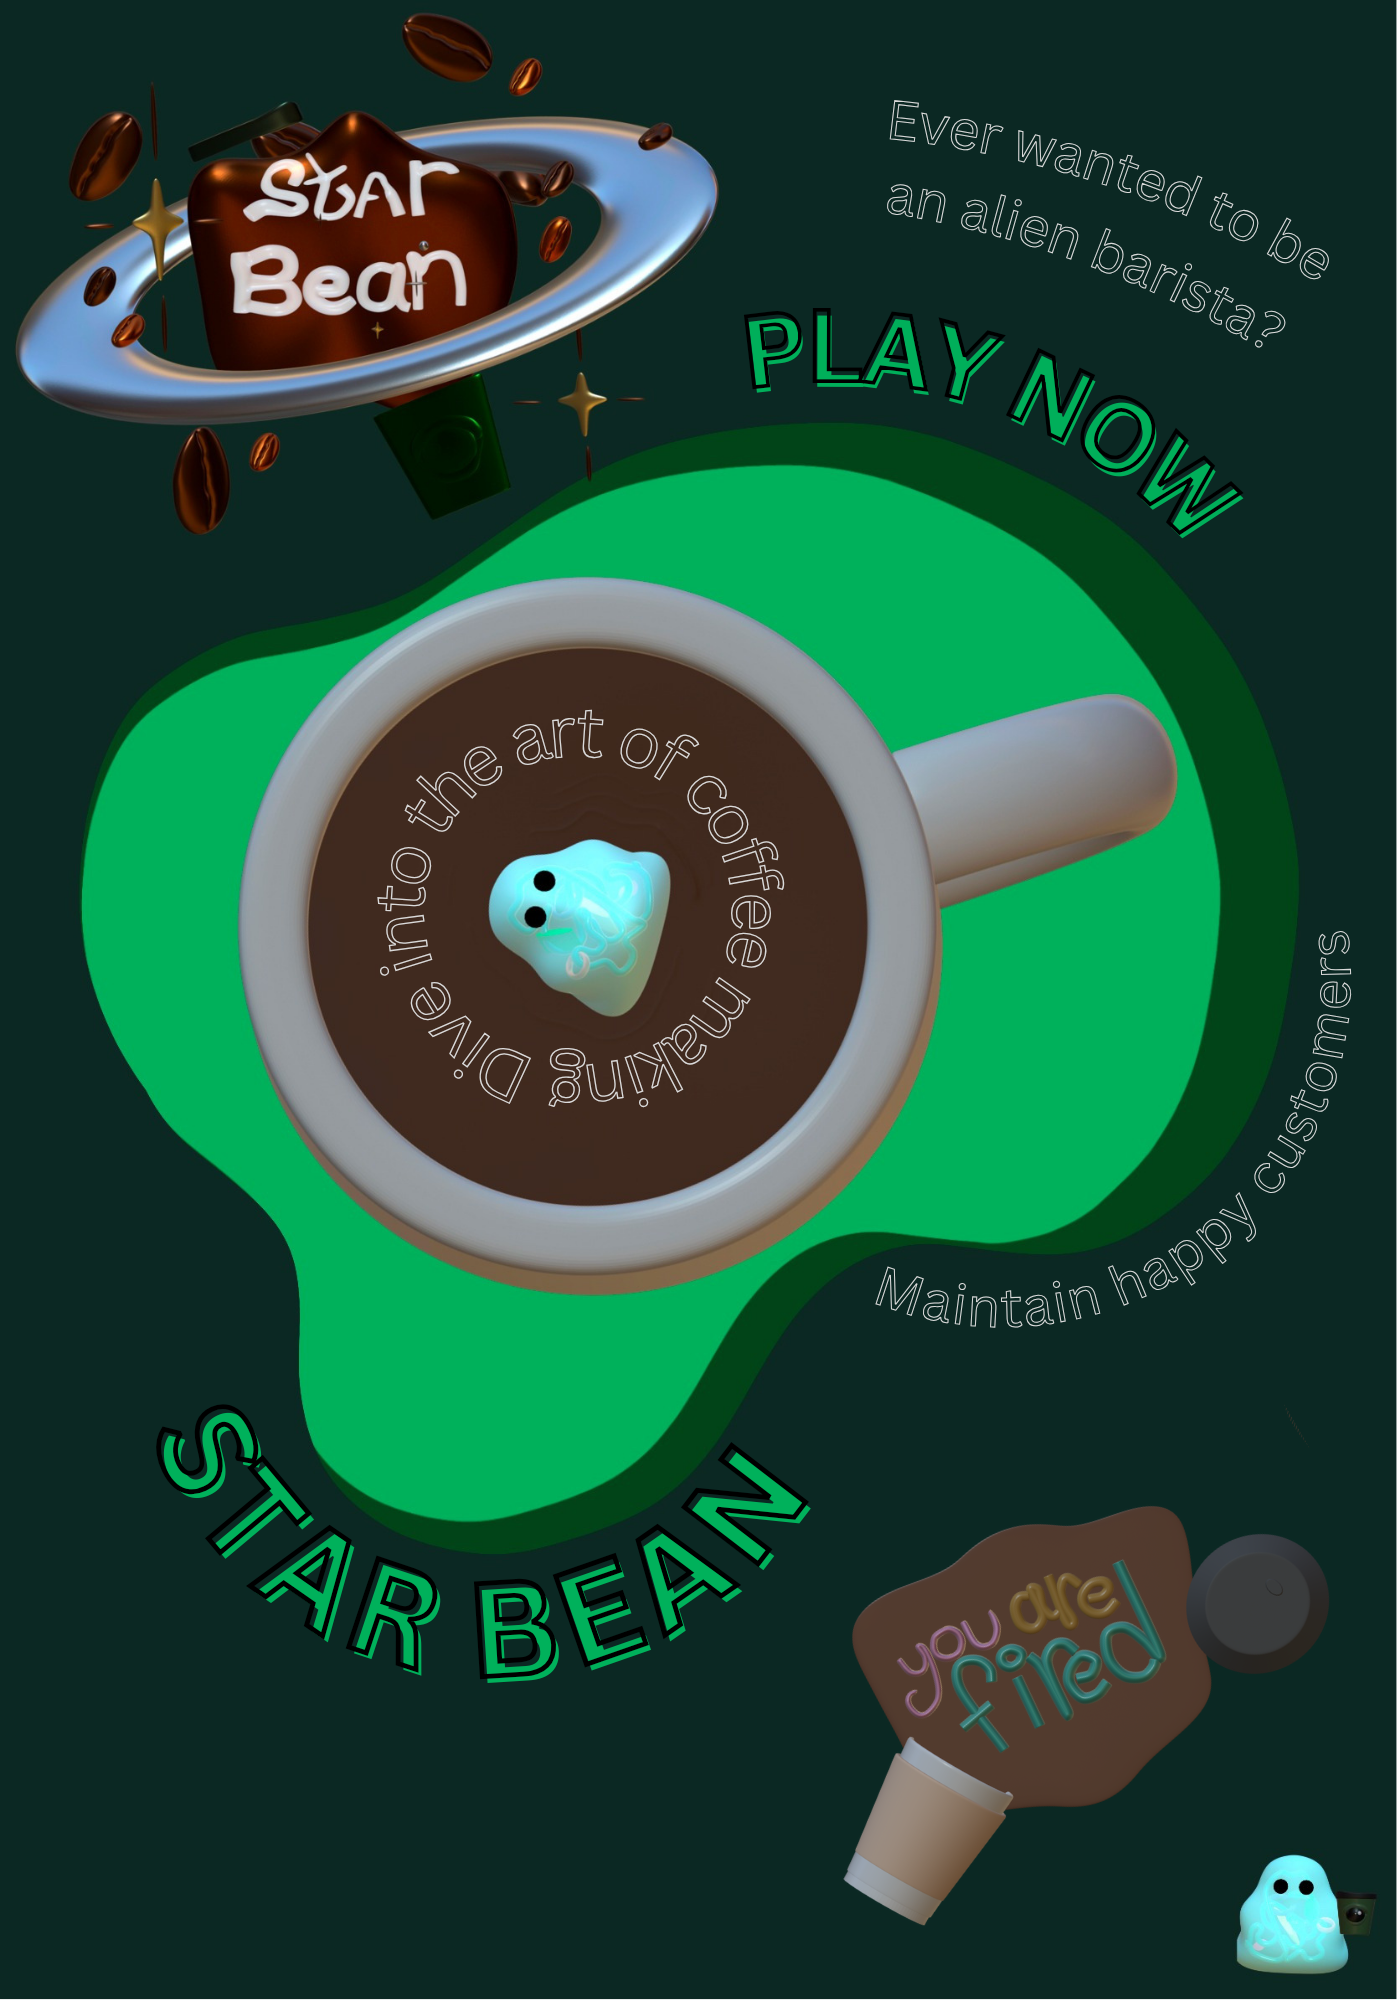 Star
Bean
Ever wanted to be
an alien barista?
PLAY NOW
Dive into the art of coffee making
Maintain happy customers
STAR BEAN
you are
fired